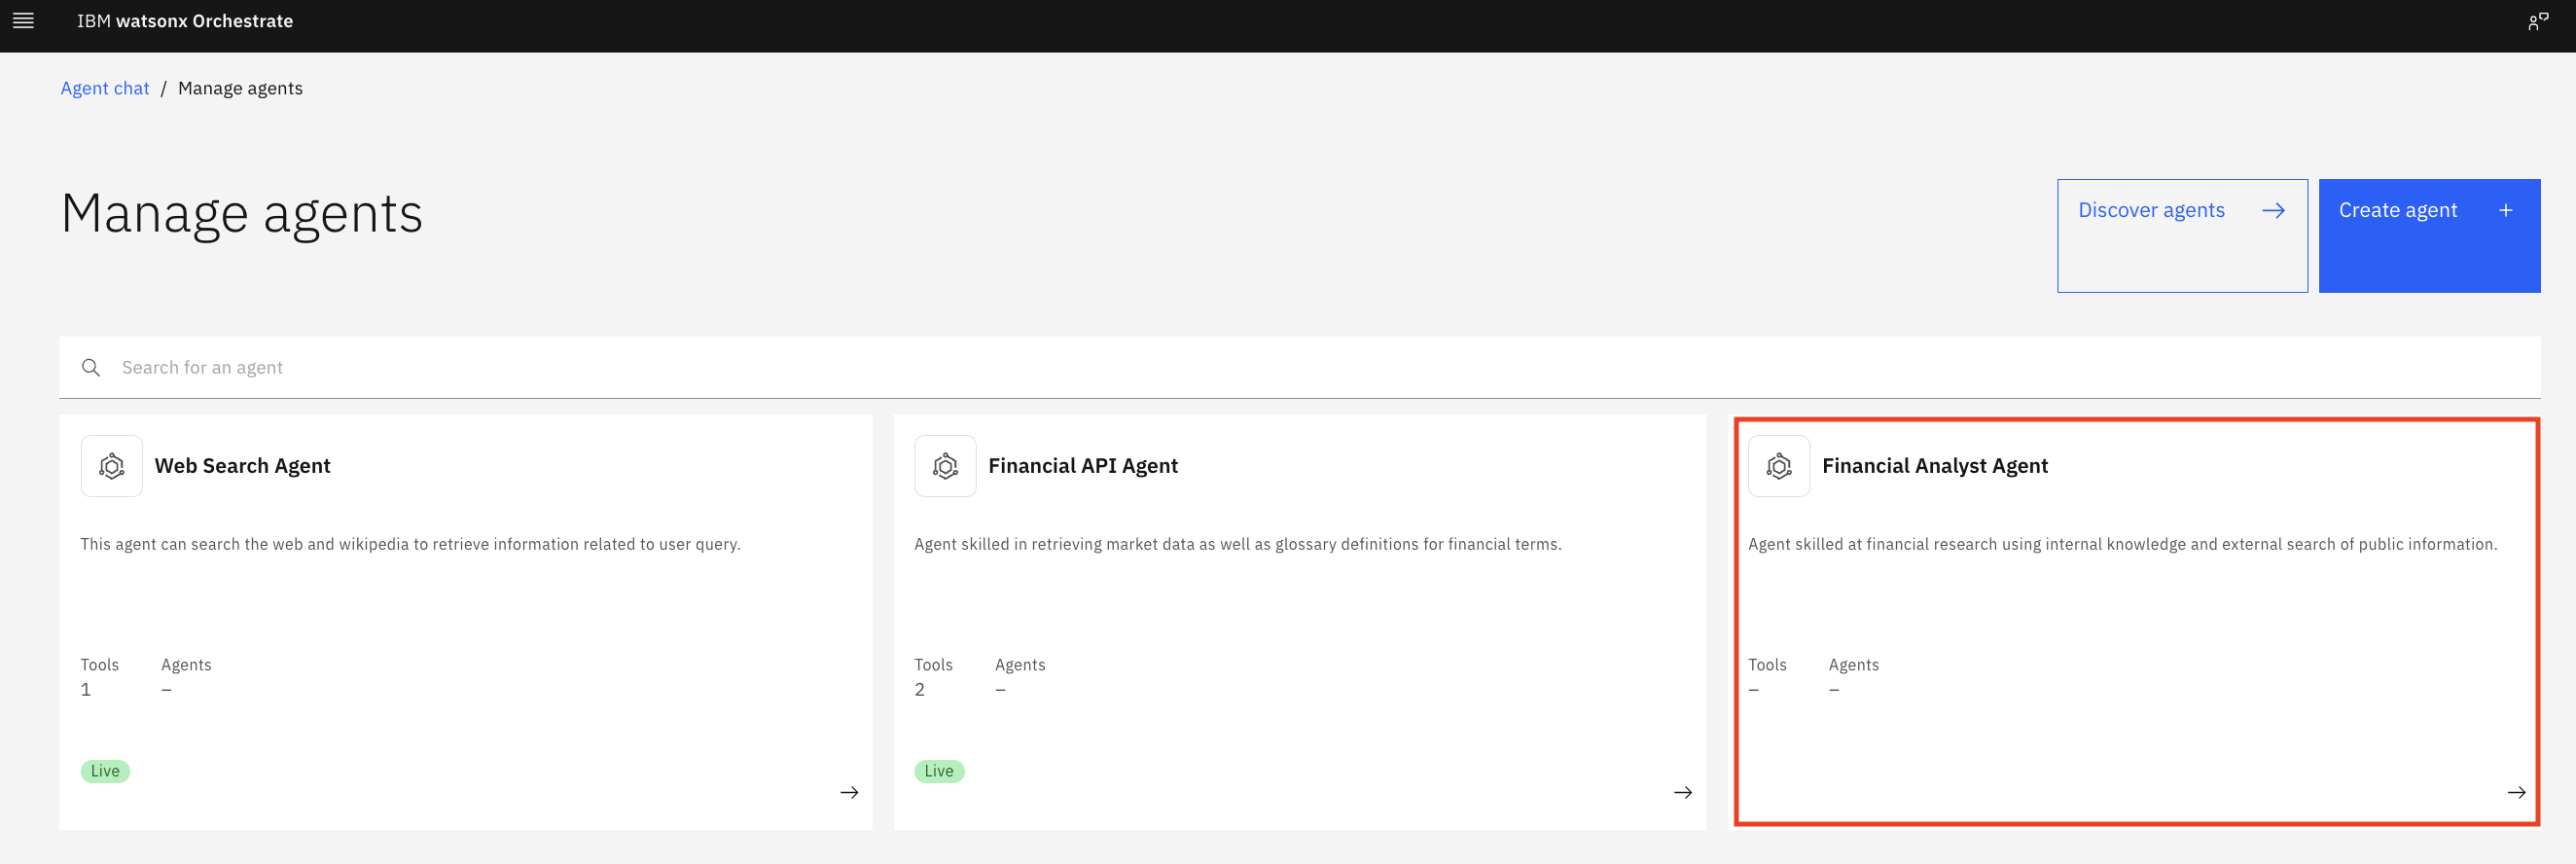 IBM watsonx Orchestrate
Agent chat / Manage agents
Manage agents
Discover agents
Create agent +
Search for an agent
Web Search Agent
This agent can search the web and wikipedia to retrieve information related to user query.
Tools Agents
1 –
Live
Financial API Agent
Agent skilled in retrieving market data as well as glossary definitions for financial terms.
Tools Agents
2 –
Live
Financial Analyst Agent
Agent skilled at financial research using internal knowledge and external search of public information.
Tools Agents
– –